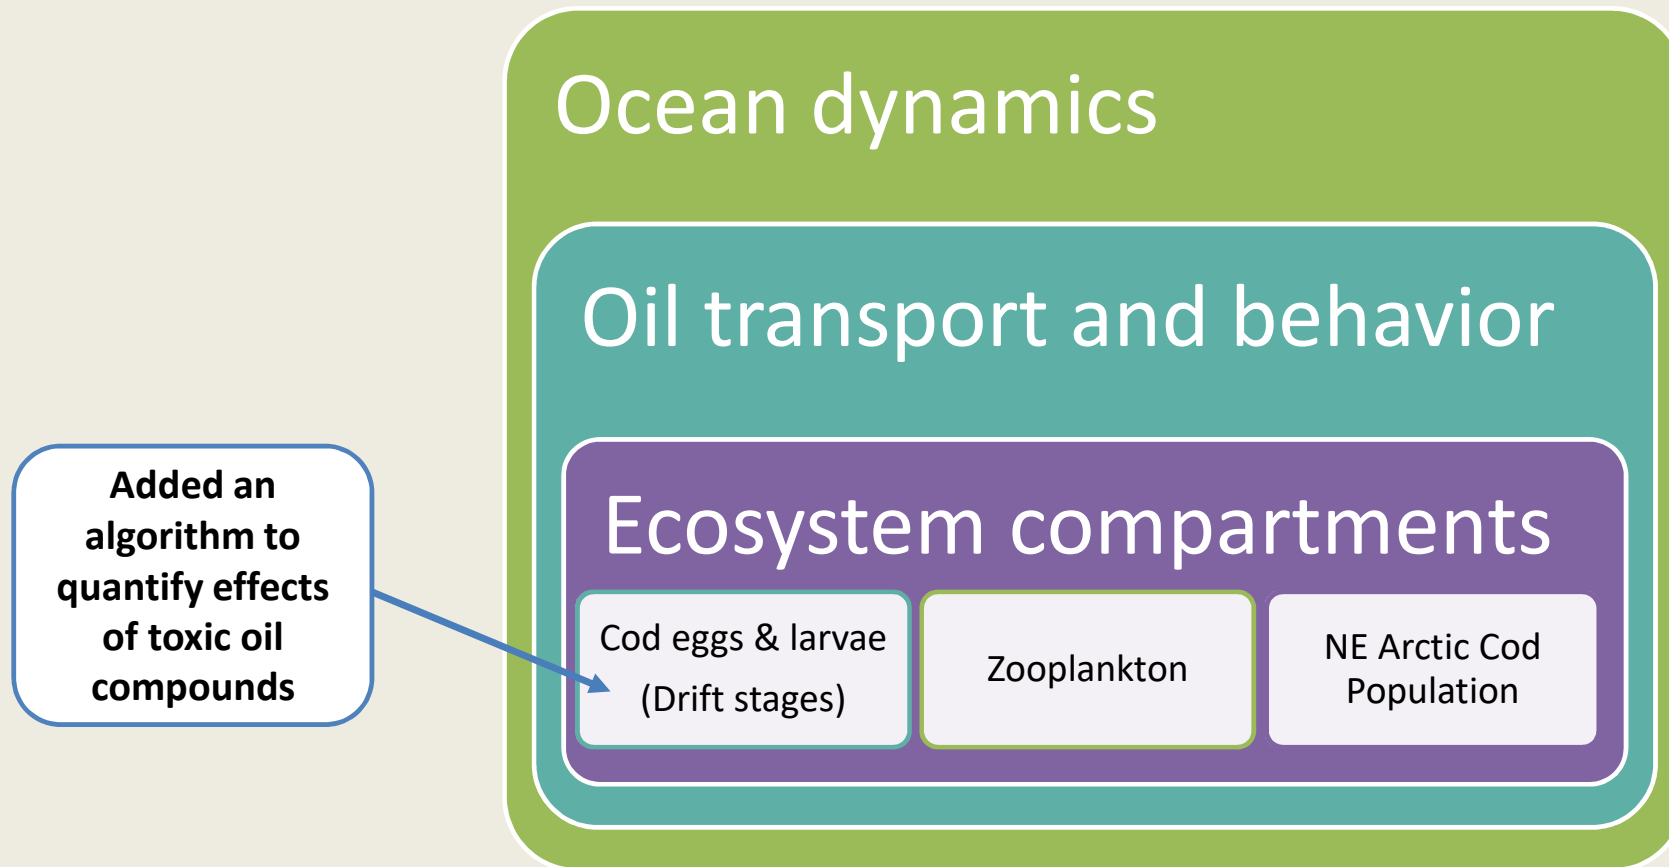 Ocean dynamics
Oil transport and behavior
Added an
algorithm to
quantify effects
of toxic oil
compounds
Ecosystem compartments
Cod eggs & larvae
(Drift stages)
Zooplankton
NE Arctic Cod
Population